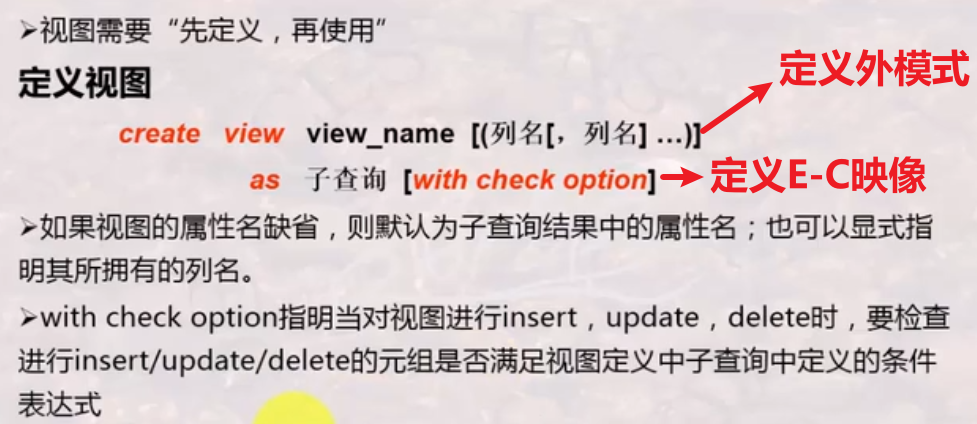 ➢视图需要“先定义，再使用”
定义视图
定义外模式
create view view_name [(列名[，列名] …)]
as 子查询 [with check option]
定义E-C映像
➢如果视图的属性名缺省，则默认为子查询结果中的属性名；也可以显式指
明其所拥有的列名。
➢with check option指明当对视图进行insert，update，delete时，要检查
进行insert/update/delete的元组是否满足视图定义中子查询中定义的条件
表达式